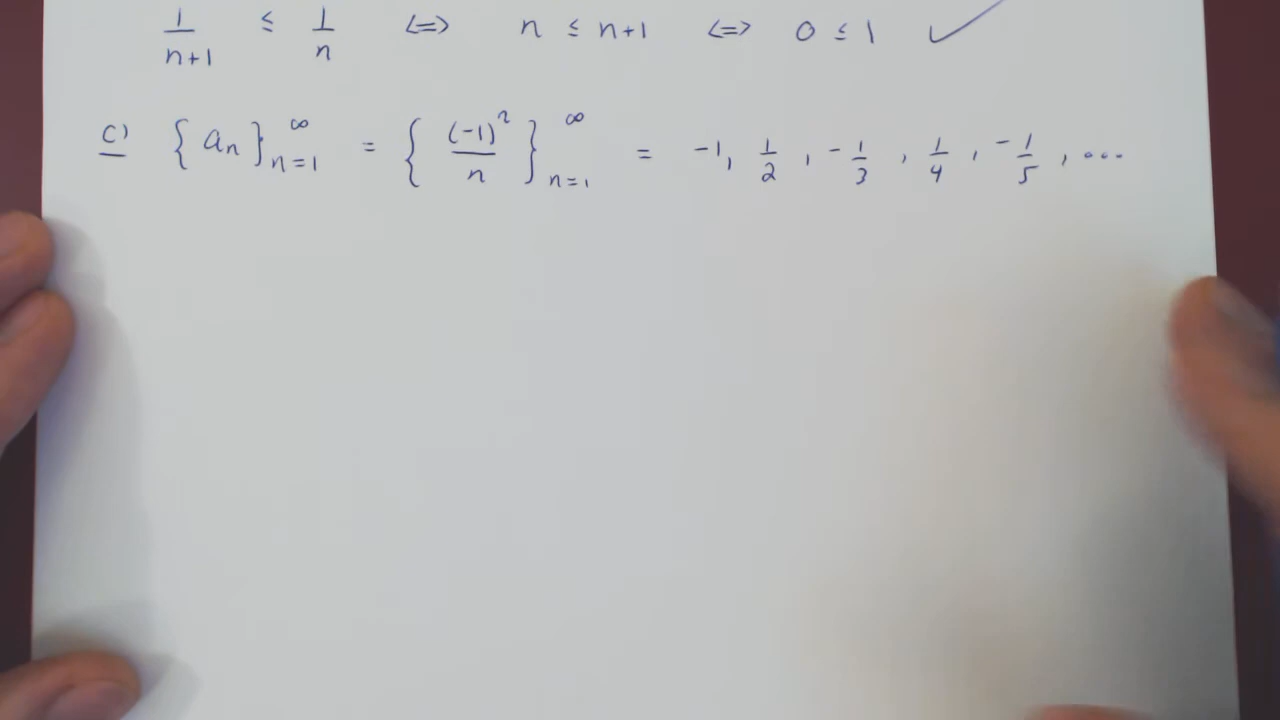 1/(n+1) ≤ 1/n ⟺ n ≤ n+1 ⟺ 0 ≤ 1 ✓
c) {aₙ}_{n=1}^∞ = {(-1)^n/n}_{n=1}^∞ = -1, 1/2, -1/3, 1/4, -1/5, ...